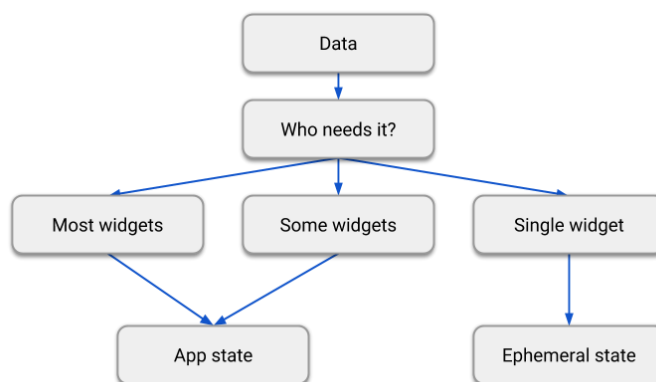 Data
Who needs it?
Most widgets
Some widgets
Single widget
App state
Ephemeral state